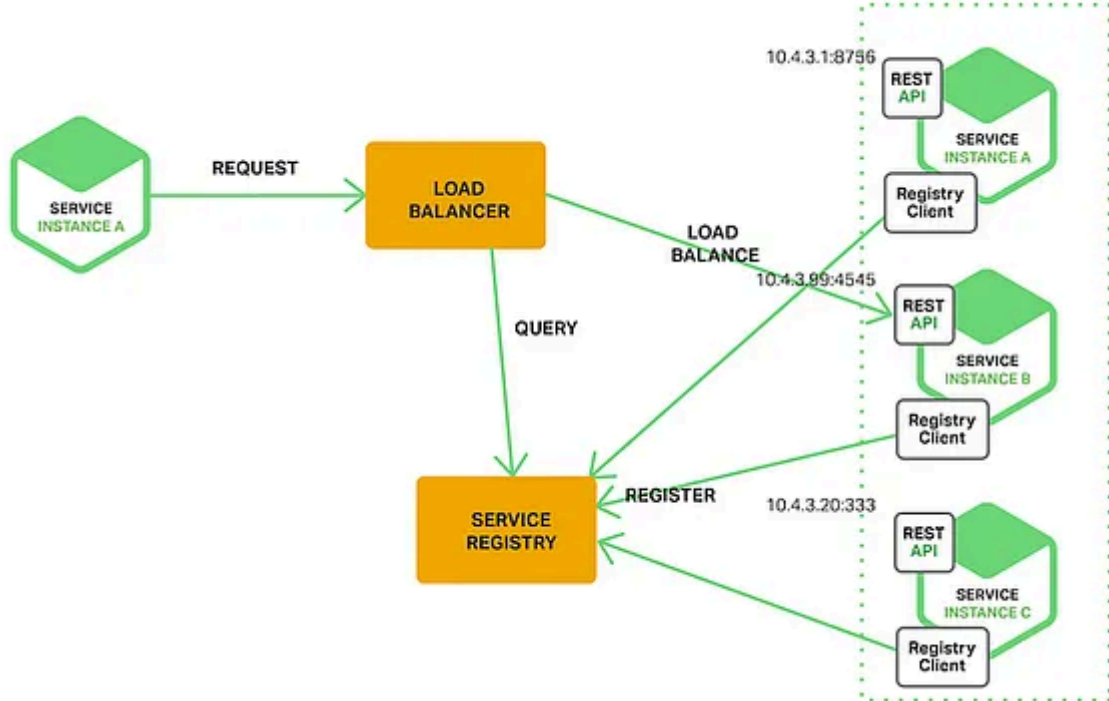 SERVICE
INSTANCE A
REQUEST
LOAD
BALANCER
QUERY
LOAD
BALANCE
SERVICE
REGISTRY
REGISTER
10.4.3.1:8756
REST
API
SERVICE
INSTANCE A
Registry
Client
10.4.3.99:4545
REST
API
SERVICE
INSTANCE B
Registry
Client
10.4.3.20:333
REST
API
SERVICE
INSTANCE C
Registry
Client